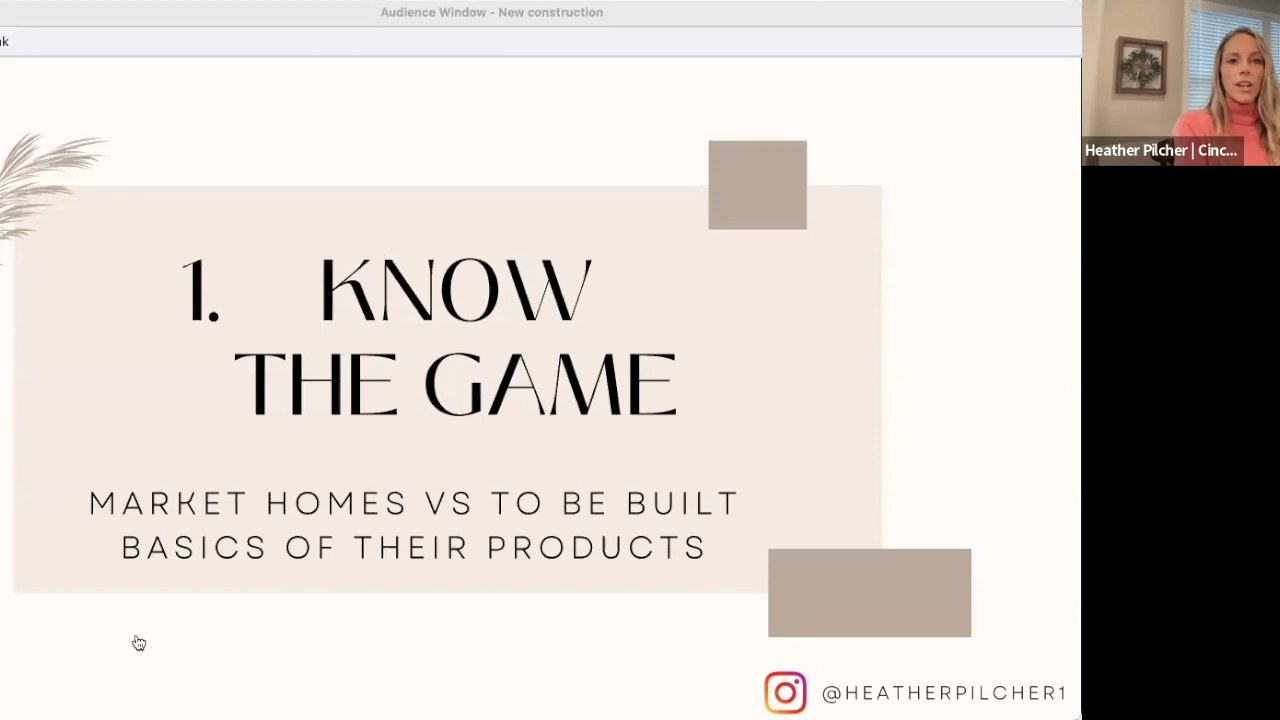 Audience Window - New construction
k
Heather Pilcher | Cinc...
1. KNOW
THE GAME
MARKET HOMES VS TO BE BUILT
BASICS OF THEIR PRODUCTS
@HEATHERPILCHER1